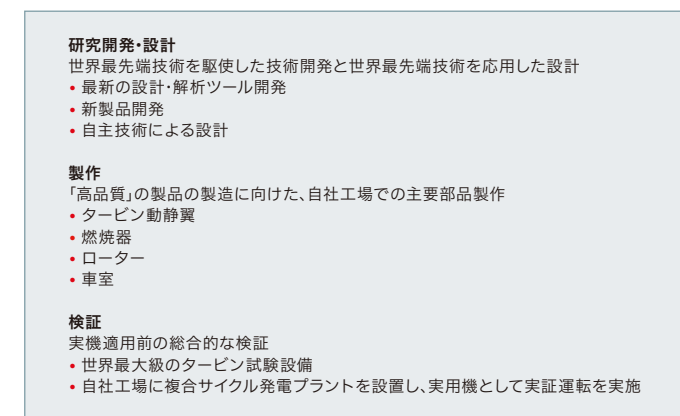 研究開発・設計
世界最先端技術を駆使した技術開発と世界最先端技術を応用した設計
• 最新の設計・解析ツール開発
• 新製品開発
• 自主技術による設計
製作
「高品質」の製品の製造に向けた、自社工場での主要部品製作
• タービン動静翼
• 燃焼器
• ローター
• 車室
検証
実機適用前の総合的な検証
• 世界最大級のタービン試験設備
• 自社工場に複合サイクル発電プラントを設置し、実用機として実証運転を実施